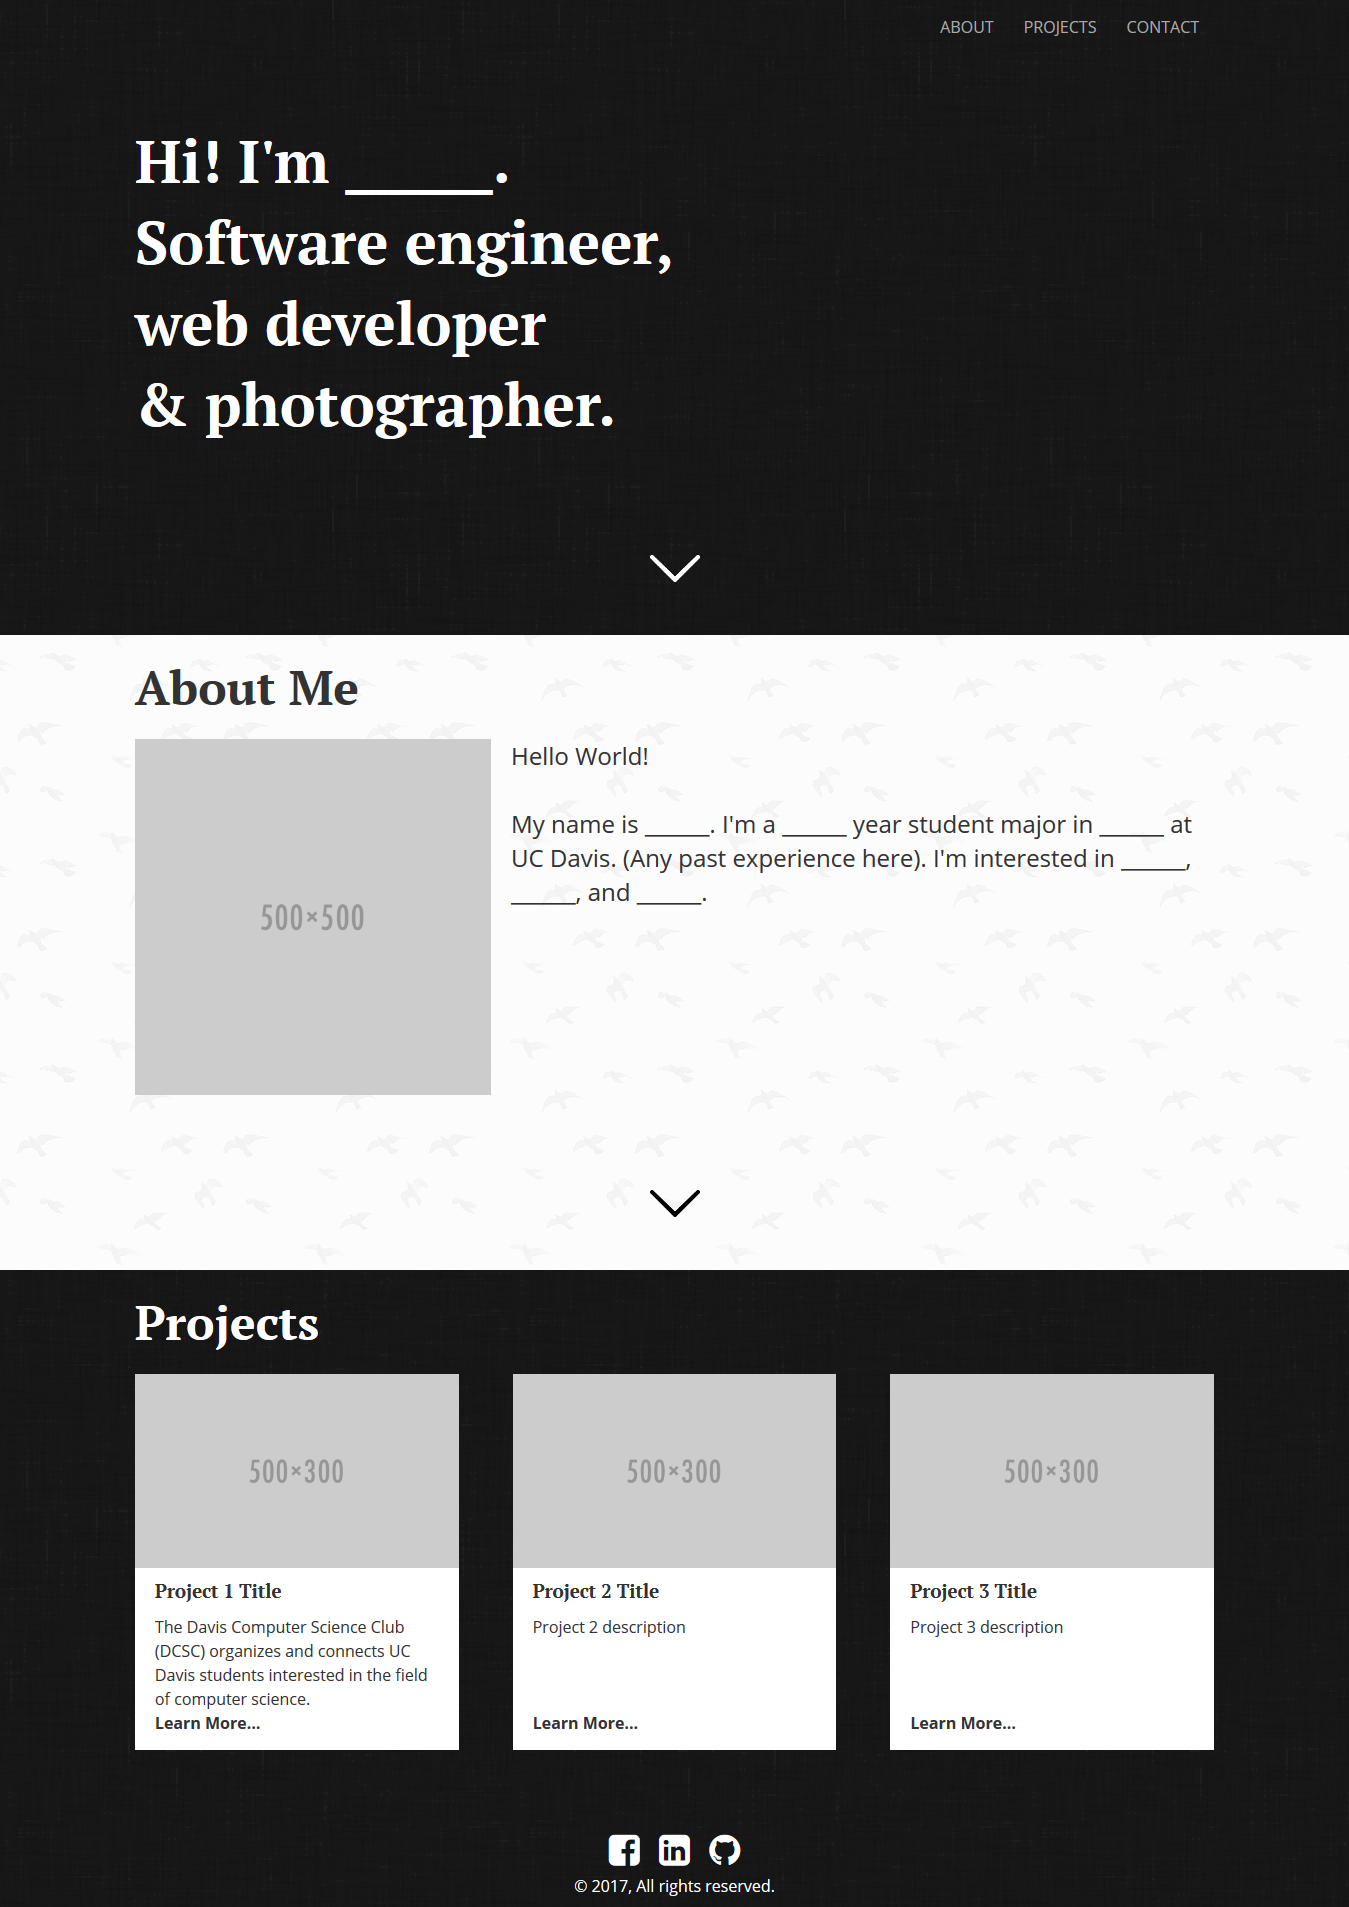 ABOUT PROJECTS CONTACT
Hi! I'm _____.
Software engineer,
web developer
& photographer.
About Me
500×500
Hello World!
My name is ______. I'm a ______ year student major in ______ at
UC Davis. (Any past experience here). I'm interested in ______,
______, and ______.
Projects
500×300
Project 1 Title
The Davis Computer Science Club
(DCSC) organizes and connects UC
Davis students interested in the field
of computer science.
Learn More...
500×300
Project 2 Title
Project 2 description
Learn More...
500×300
Project 3 Title
Project 3 description
Learn More...
in
© 2017, All rights reserved.